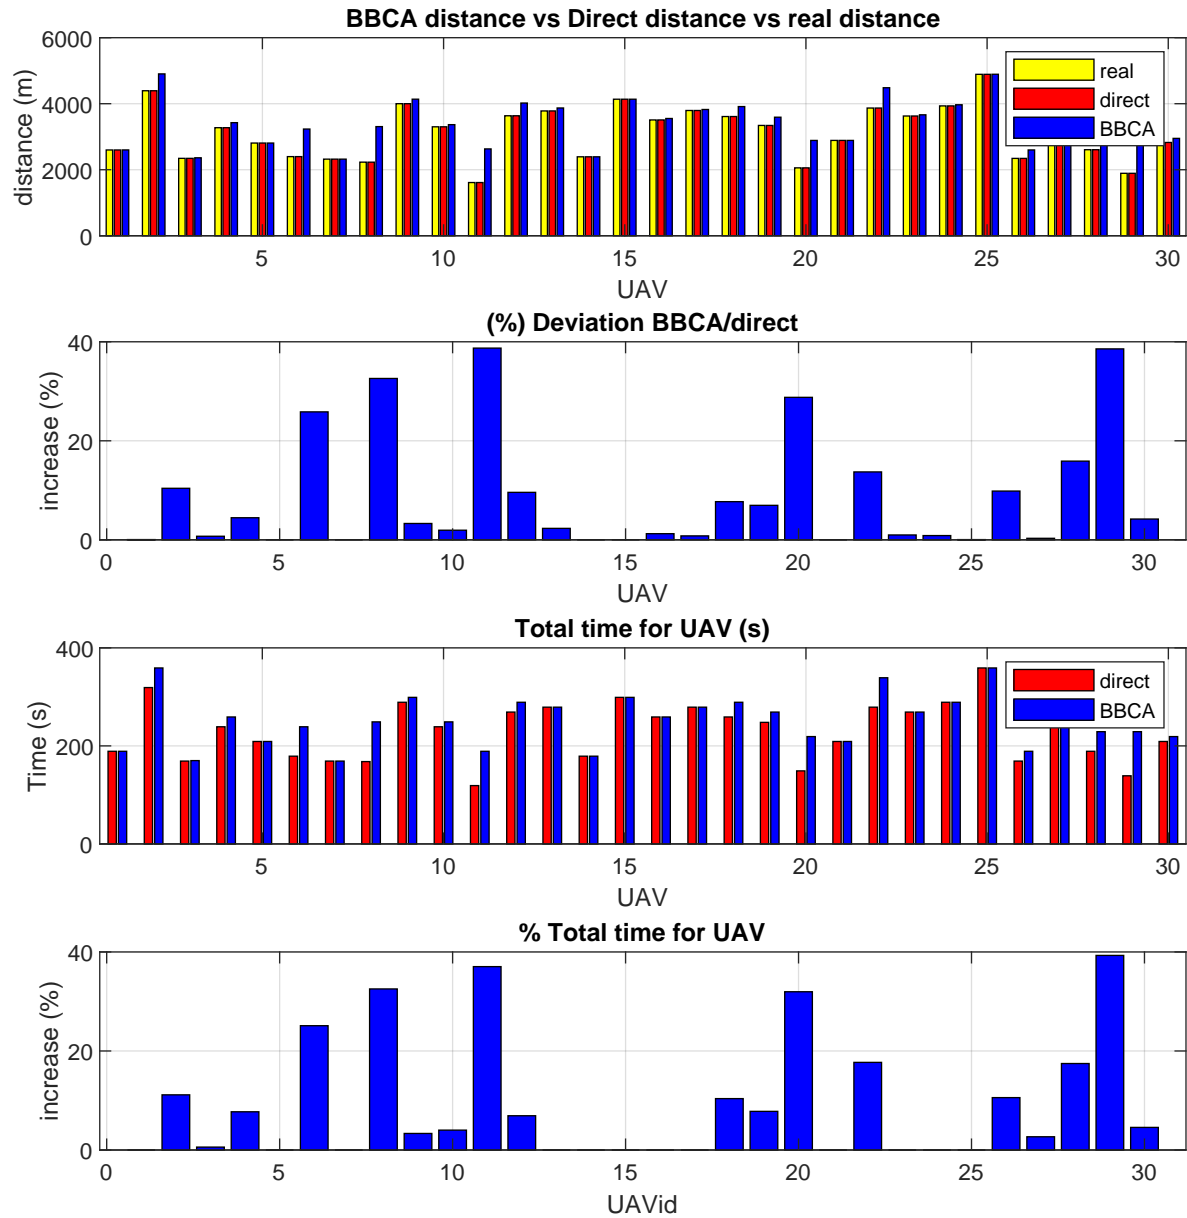 BBCA distance vs Direct distance vs real distance
distance (m)
6000
4000
2000
0
real
direct
BBCA
5 10 15 20 25 30
UAV
(%) Deviation BBCA/direct
increase (%)
40
20
0
0 5 10 15 20 25 30
UAV
Total time for UAV (s)
Time (s)
400
200
0
direct
BBCA
5 10 15 20 25 30
UAV
% Total time for UAV
increase (%)
40
20
0
0 5 10 15 20 25 30
UAVid